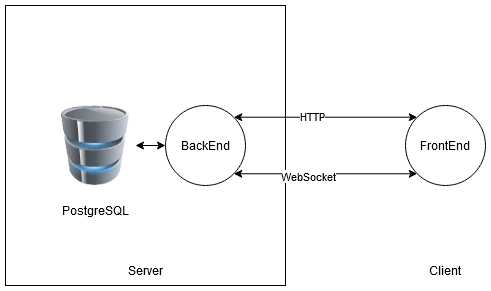 HTTP
BackEnd
FrontEnd
WebSocket
PostgreSQL
Server
Client